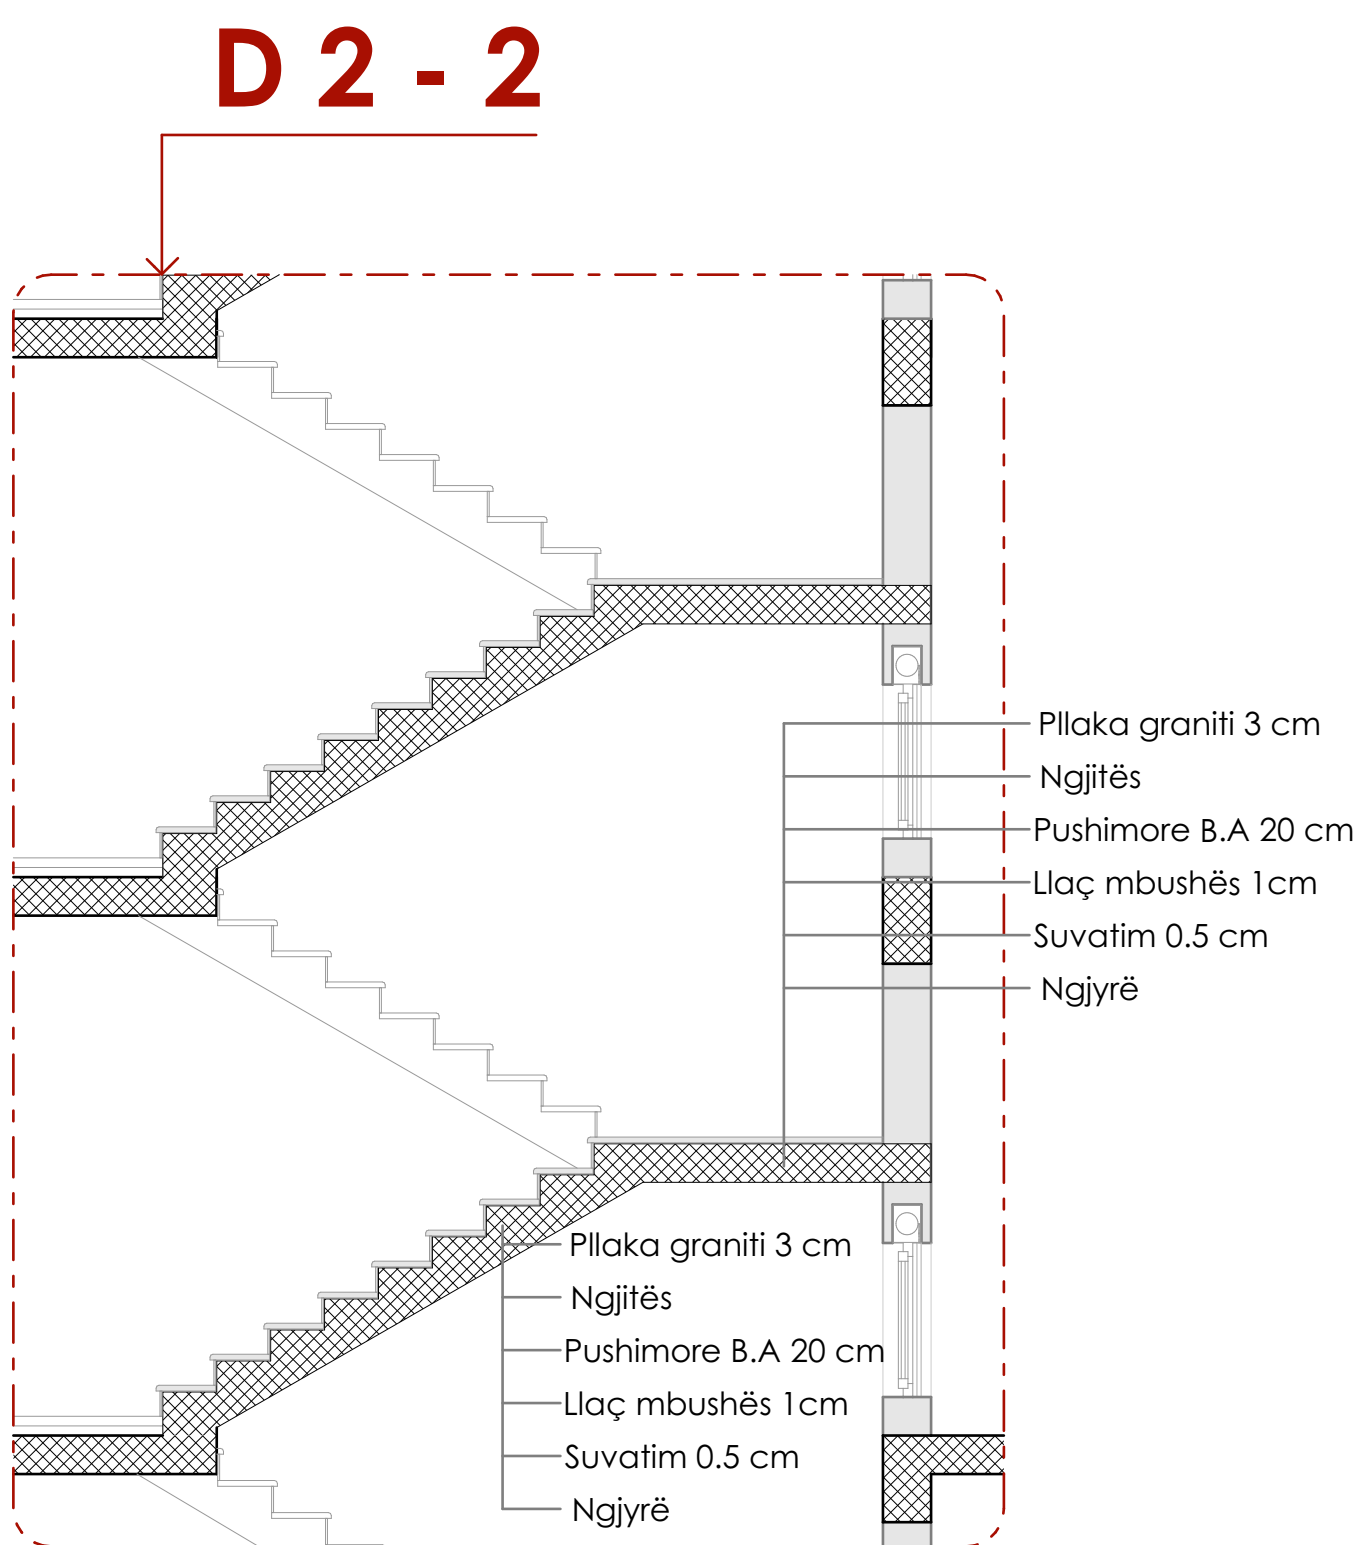 D 2 - 2
Pllaka graniti 3 cm
Ngjitës
Pushimore B.A 20 cm
Llaç mbushës 1cm
Suvatim 0.5 cm
Ngjyrë
Pllaka graniti 3 cm
Ngjitës
Pushimore B.A 20 cm
Llaç mbushës 1cm
Suvatim 0.5 cm
Ngjyrë